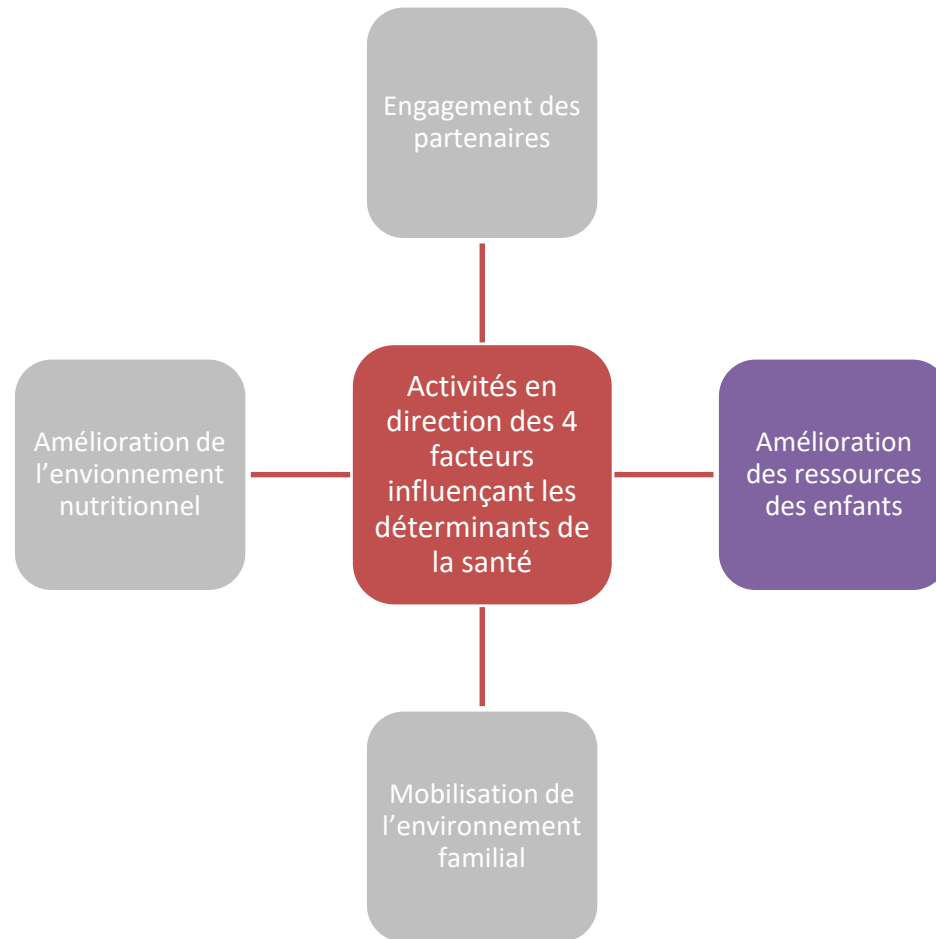 Engagement des
partenaires
Amélioration de
l'envionnement
nutritionnel
Activités en
direction des 4
facteurs
influençant les
déterminants de
la santé
Amélioration
des ressources
des enfants
Mobilisation de
l'environnement
familial